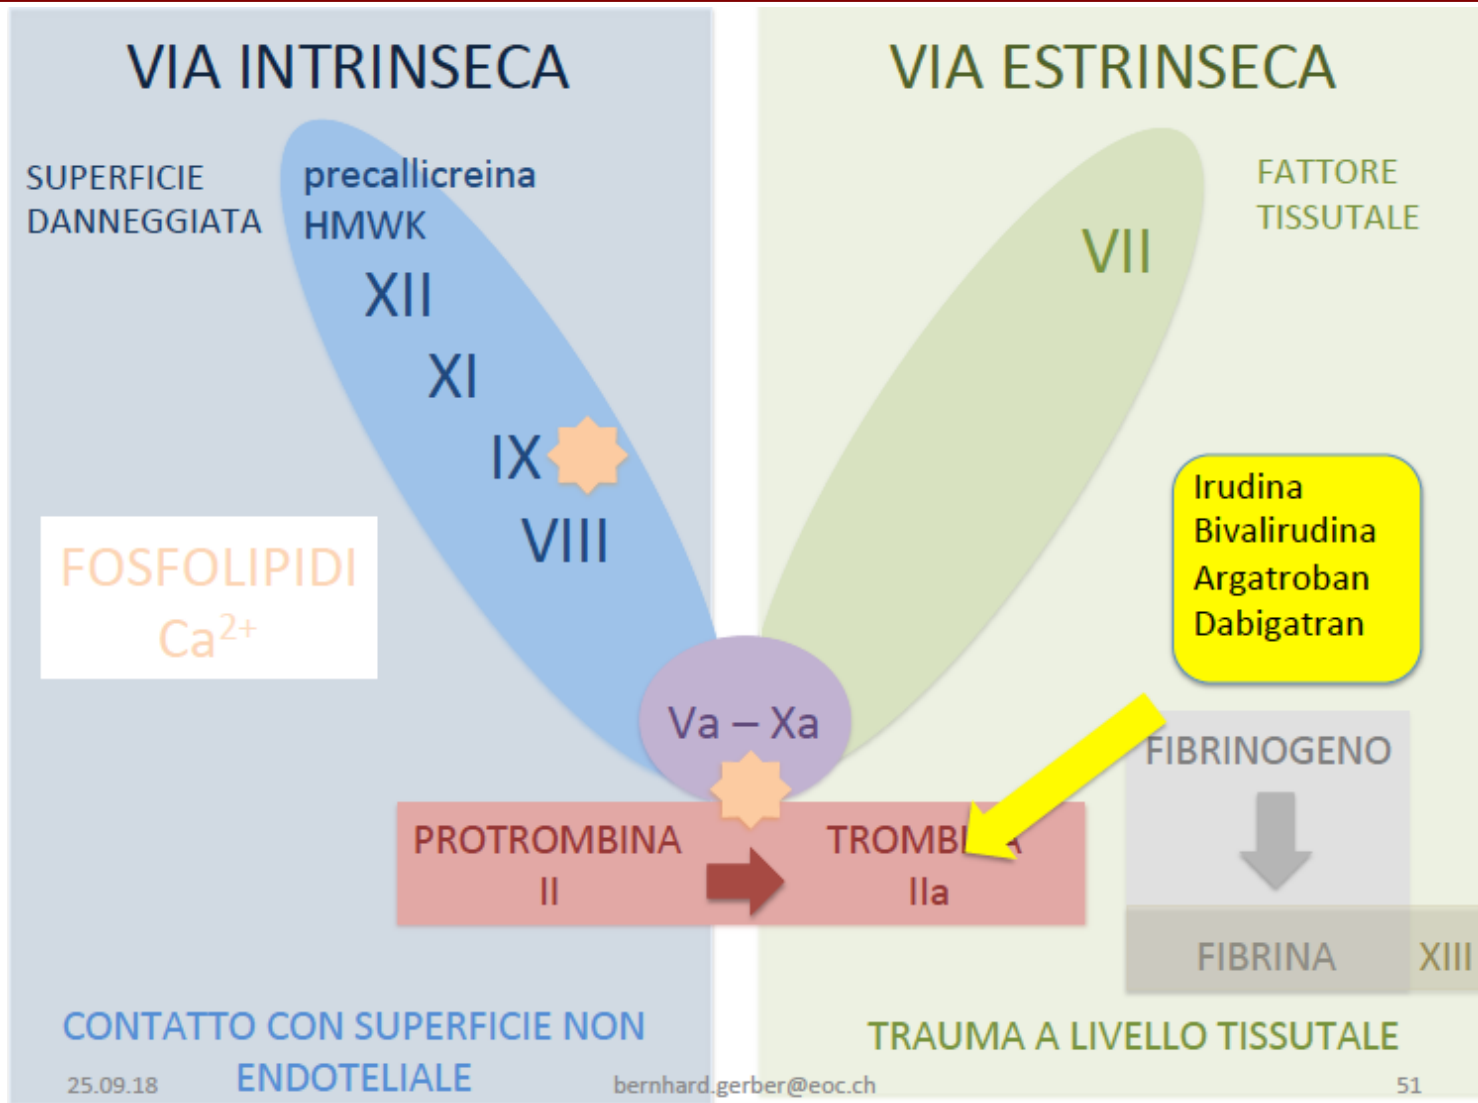 VIA INTRINSECA
SUPERFICIE
DANNEGGIATA
precallicreina
HMWK
XII
XI
IX
VIII
FOSFOLIPIDI
Ca²⁺
VIA ESTRINSECA
FATTORE
TISSUTALE
VII
Irudina
Bivalirudina
Argatroban
Dabigatran
Va – Xa
PROTROMBINA
II
IIa
FIBRINOGENO
FIBRINA
XIII
CONTATTO CON SUPERFICIE NON
ENDOTELIALE
TRAUMA A LIVELLO TISSUTALE
25.09.18
bernhard.gerber@eoc.ch
51